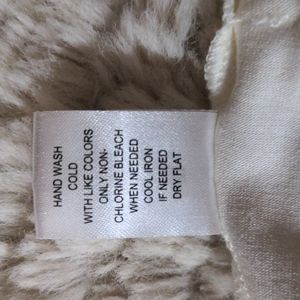 HAND WASH
COLD
WITH LIKE COLORS
ONLY NON-
CHLORINE BLEACH
WHEN NEEDED
COOL IRON
IF NEEDED
DRY FLAT